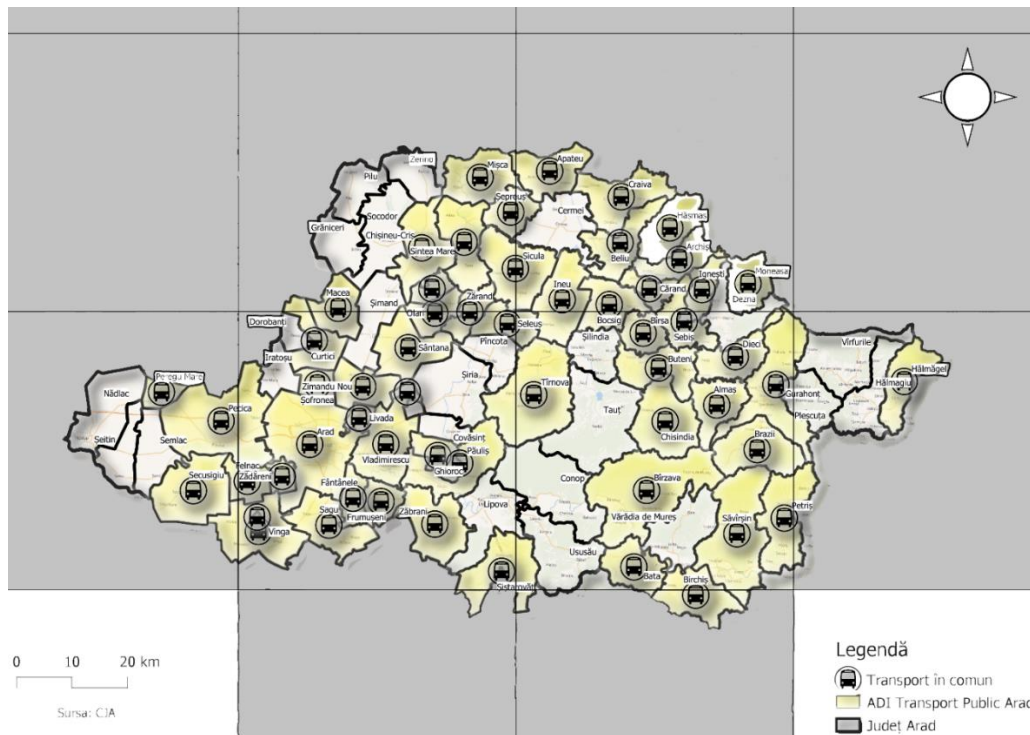 Zerind
Pilu
Mișca
Apateu
Craiva
Socodor
Sepreuș
Cermei
Hășmaș
Grăniceri
Chișineu-Criș
Sintea Mare
Beliu
Archiș
Sicula
Ignești
Moneasa
Macea
Șimand
Zărand
Ineu
Cărand
Dezna
Olari
Bocsig
Bîrsa
Dorobanți
Seleuș
Sebiș
Pîncota
Șilindia
Dieci
Vîrfurile
Iratoșu
Curtici
Sântana
Buteni
Hălmăgel
Peregu Mare
Zimandu Nou
Șiria
Tîrnova
Almaș
Gurahonț
Hălmagiu
Nădlac
Șofronea
Pecica
Livada
Tauț
Chisindia
Pleșcuța
Șeitin
Semlac
Arad
Vladimirescu
Covăsinț
Păuliș
Ghioroc
Brazii
Secusigiu
Felnac
Zădăreni
Conop
Bîrzava
Fântânele
Frumușeni
Zăbrani
Lipova
Petriș
Vinga
Șagu
Vărădia de Mureș
Săvîrșin
Ususău
Bata
Șiștarovăț
Birchiș
0 10 20 km
Sursa: CJA
Legendă
Transport în comun
ADI Transport Public Arad
Județ Arad